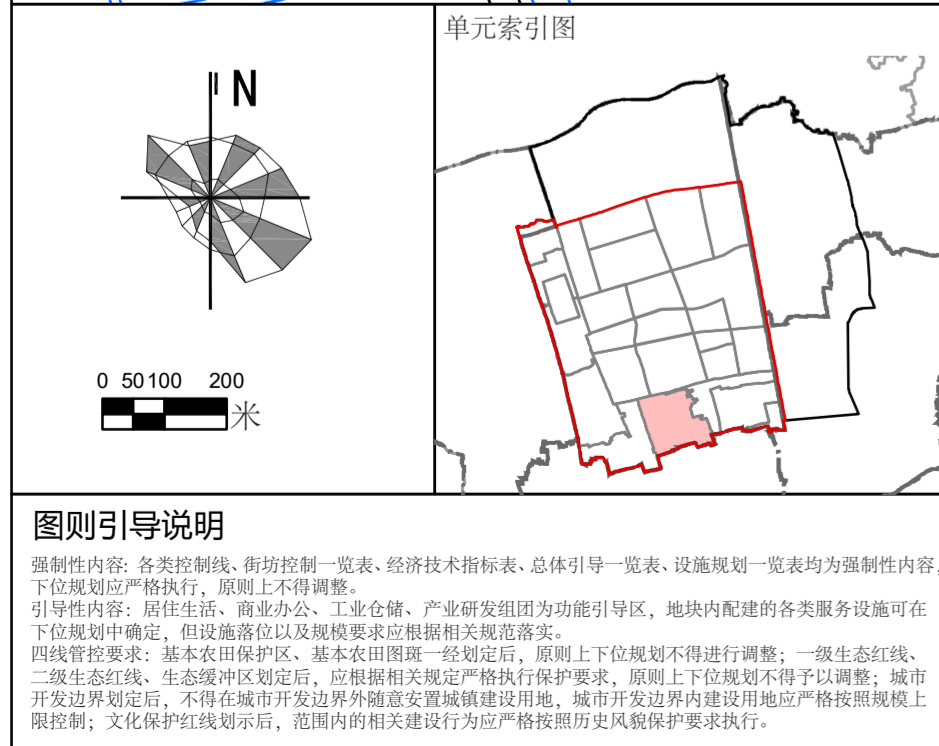 单元索引图
N
0 50 100 200
米
图则引导说明
强制性内容：各类控制线、街坊控制一览表、经济技术指标表、总体引导一览表、设施规划一览表均为强制性内容，
下位规划应严格执行，原则上不得调整。
引导性内容：居住生活、商业办公、工业仓储、产业研发组团为功能引导区，地块内配建的各类服务设施可在
下位规划中确定，但设施落位以及规模要求应根据相关规范落实。
四线管控要求：基本农田保护区、基本农田图斑一经划定后，原则上下位规划不得进行调整；一级生态红线、
二级生态红线、生态缓冲区划定后，应根据相关规定严格执行保护要求，原则上下位规划不得予以调整；城市
开发边界划定后，不得在城市开发边界外随意安置城镇建设用地，城市开发边界内建设用地应严格按照规模上
限控制；文化保护红线划示后，范围内的相关建设行为应严格按照历史风貌保护要求执行。